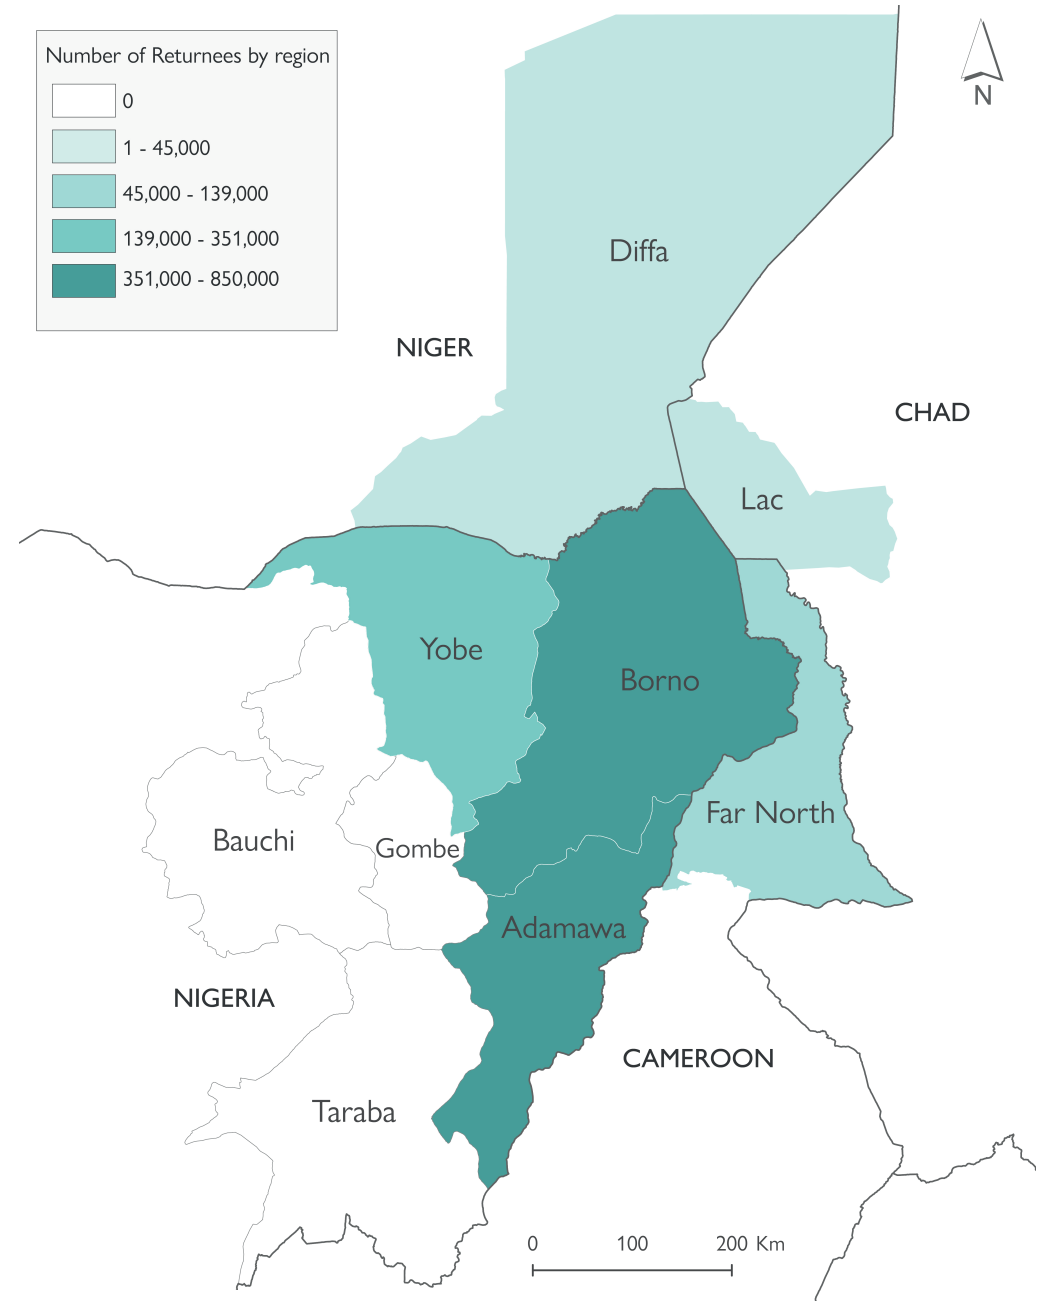 Number of Returnees by region
0
1 - 45,000
45,000 - 139,000
139,000 - 351,000
351,000 - 850,000
N
Diffa
NIGER
CHAD
Lac
Yobe
Borno
Far North
Bauchi
Gombe
Adamawa
NIGERIA
CAMEROON
Taraba
0 100 200 Km